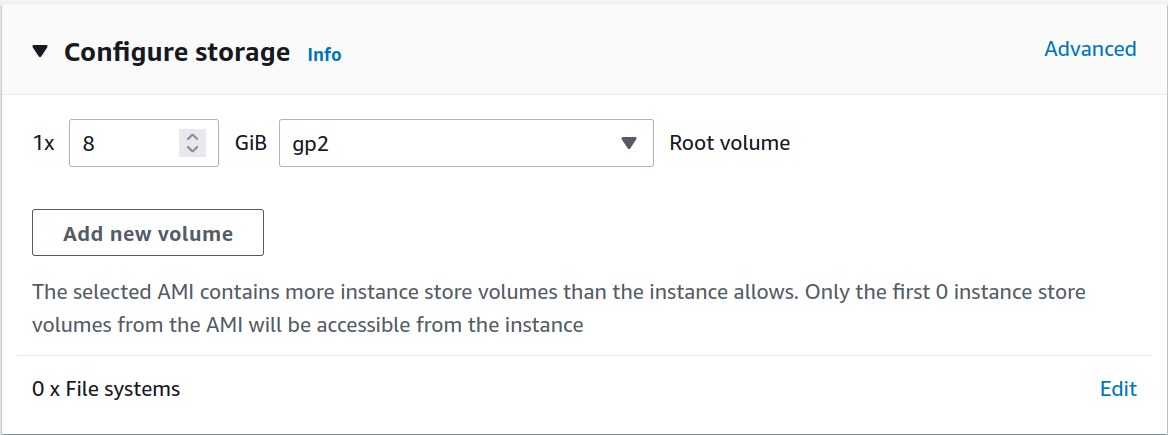 Configure storage Info Advanced
1x 8 GiB gp2 Root volume
Add new volume
The selected AMI contains more instance store volumes than the instance allows. Only the first 0 instance store
volumes from the AMI will be accessible from the instance
0 x File systems Edit